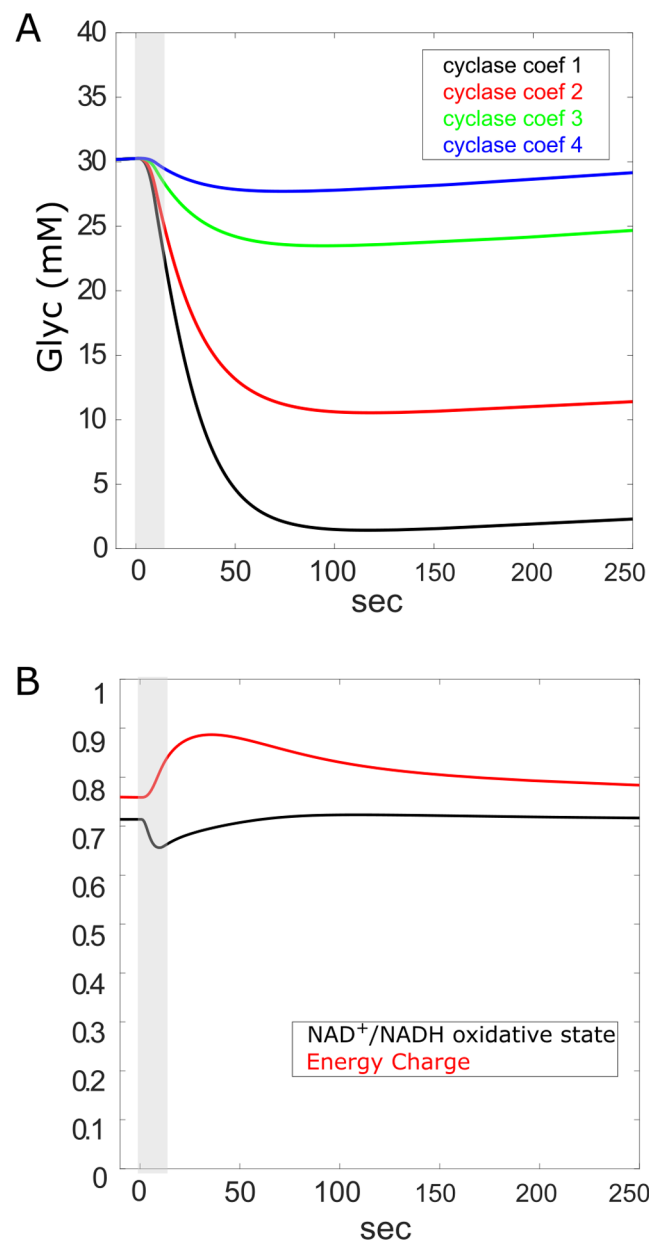 A
40
35
30
25
20
15
10
5
0
Glyc (mM)
cyclase coef 1
cyclase coef 2
cyclase coef 3
cyclase coef 4
0 50 100 150 200 250
sec
B
1
0.9
0.8
0.7
0.6
0.5
0.4
0.3
0.2
0.1
0
NAD⁺/NADH oxidative state
Energy Charge
0 50 100 150 200 250
sec